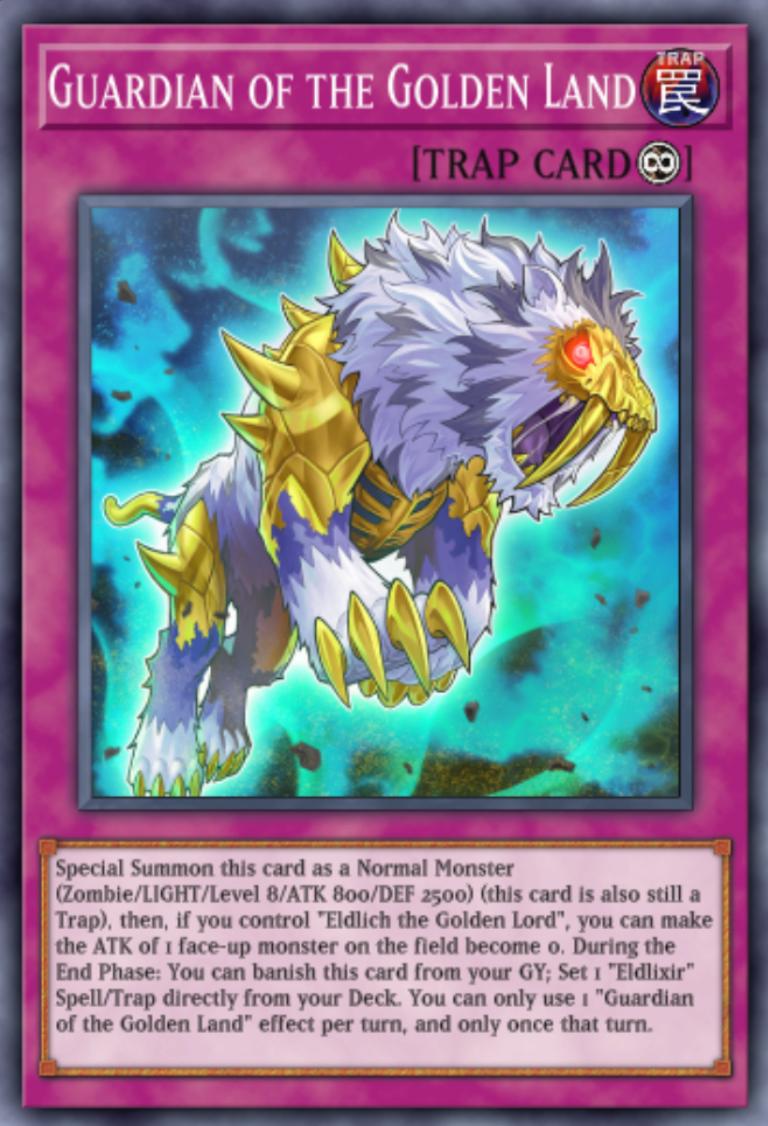 GUARDIAN OF THE GOLDEN LAND
TRAP
罠
[TRAP CARD]
Special Summon this card as a Normal Monster
(Zombie/LIGHT/Level 8/ATK 800/DEF 2500) (this card is also still a
Trap), then, if you control "Eldlich the Golden Lord", you can make
the ATK of 1 face-up monster on the field become 0. During the
End Phase: You can banish this card from your GY; Set 1 "Eldlixir"
Spell/Trap directly from your Deck. You can only use 1 "Guardian
of the Golden Land" effect per turn, and only once that turn.